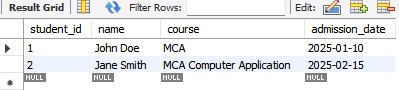 Result Grid Filter Rows: Edit:
student_id name course admission_date
1 John Doe MCA 2025-01-10
2 Jane Smith MCA Computer Application 2025-02-15
NULL NULL NULL NULL